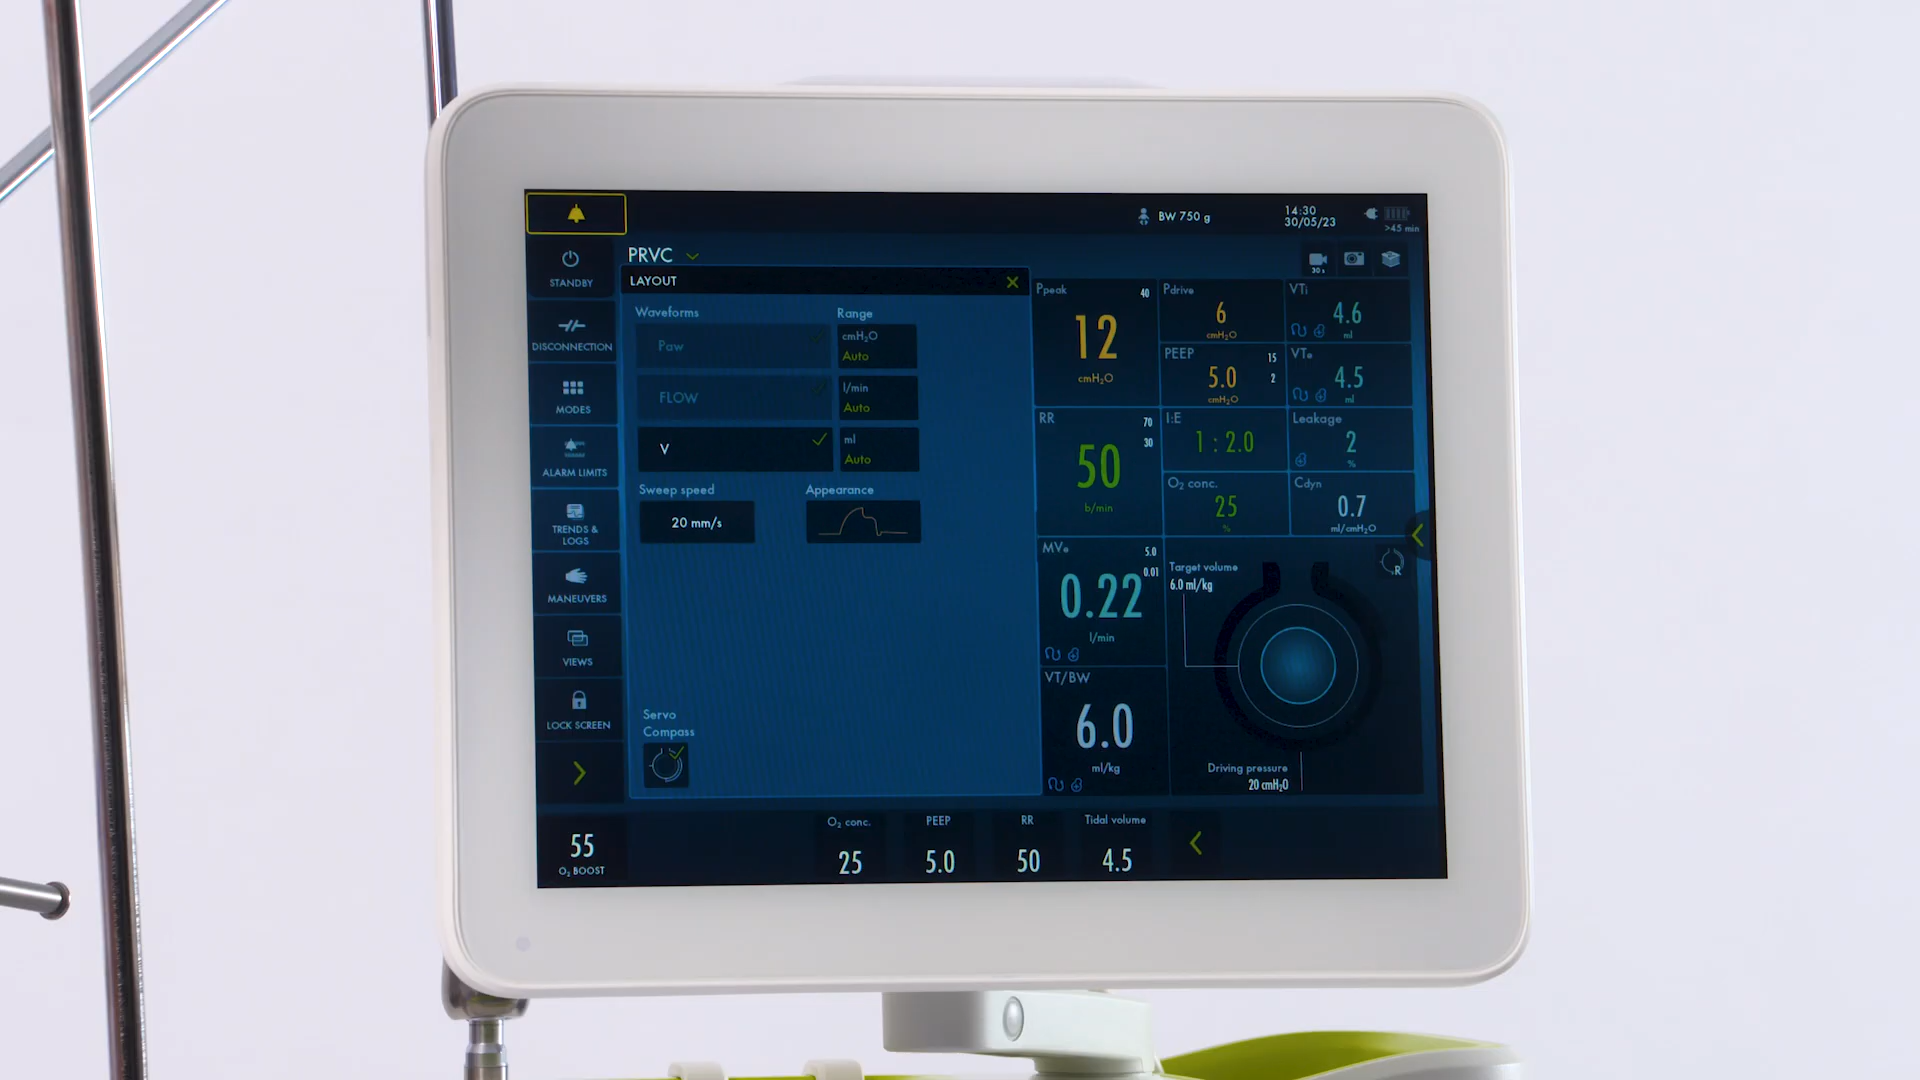 BW 750 g
14:30
30/05/23
>45 min
STANDBY
DISCONNECTION
MODES
ALARM LIMITS
TRENDS &
LOGS
MANEUVERS
VIEWS
LOCK SCREEN
PRVC
30 s
LAYOUT
Waveforms
Range
Paw
cmH₂O
Auto
FLOW
l/min
Auto
V
ml
Auto
Sweep speed
Appearance
20 mm/s
Servo
Compass
Ppeak
40
12
cmH₂O
Pdrive
6
cmH₂O
VTi
4.6
ml
PEEP
15
5.0
2
cmH₂O
VTe
4.5
ml
RR
70
30
50
b/min
I:E
1 : 2.0
Leakage
2
%
O₂ conc.
25
%
Cdyn
0.7
ml/cmH₂O
MVe
5.0
0.01
0.22
l/min
Target volume
6.0 ml/kg
R
VT/BW
6.0
ml/kg
Driving pressure
20 cmH₂O
55
O₂ BOOST
O₂ conc.
25
PEEP
5.0
RR
50
Tidal volume
4.5